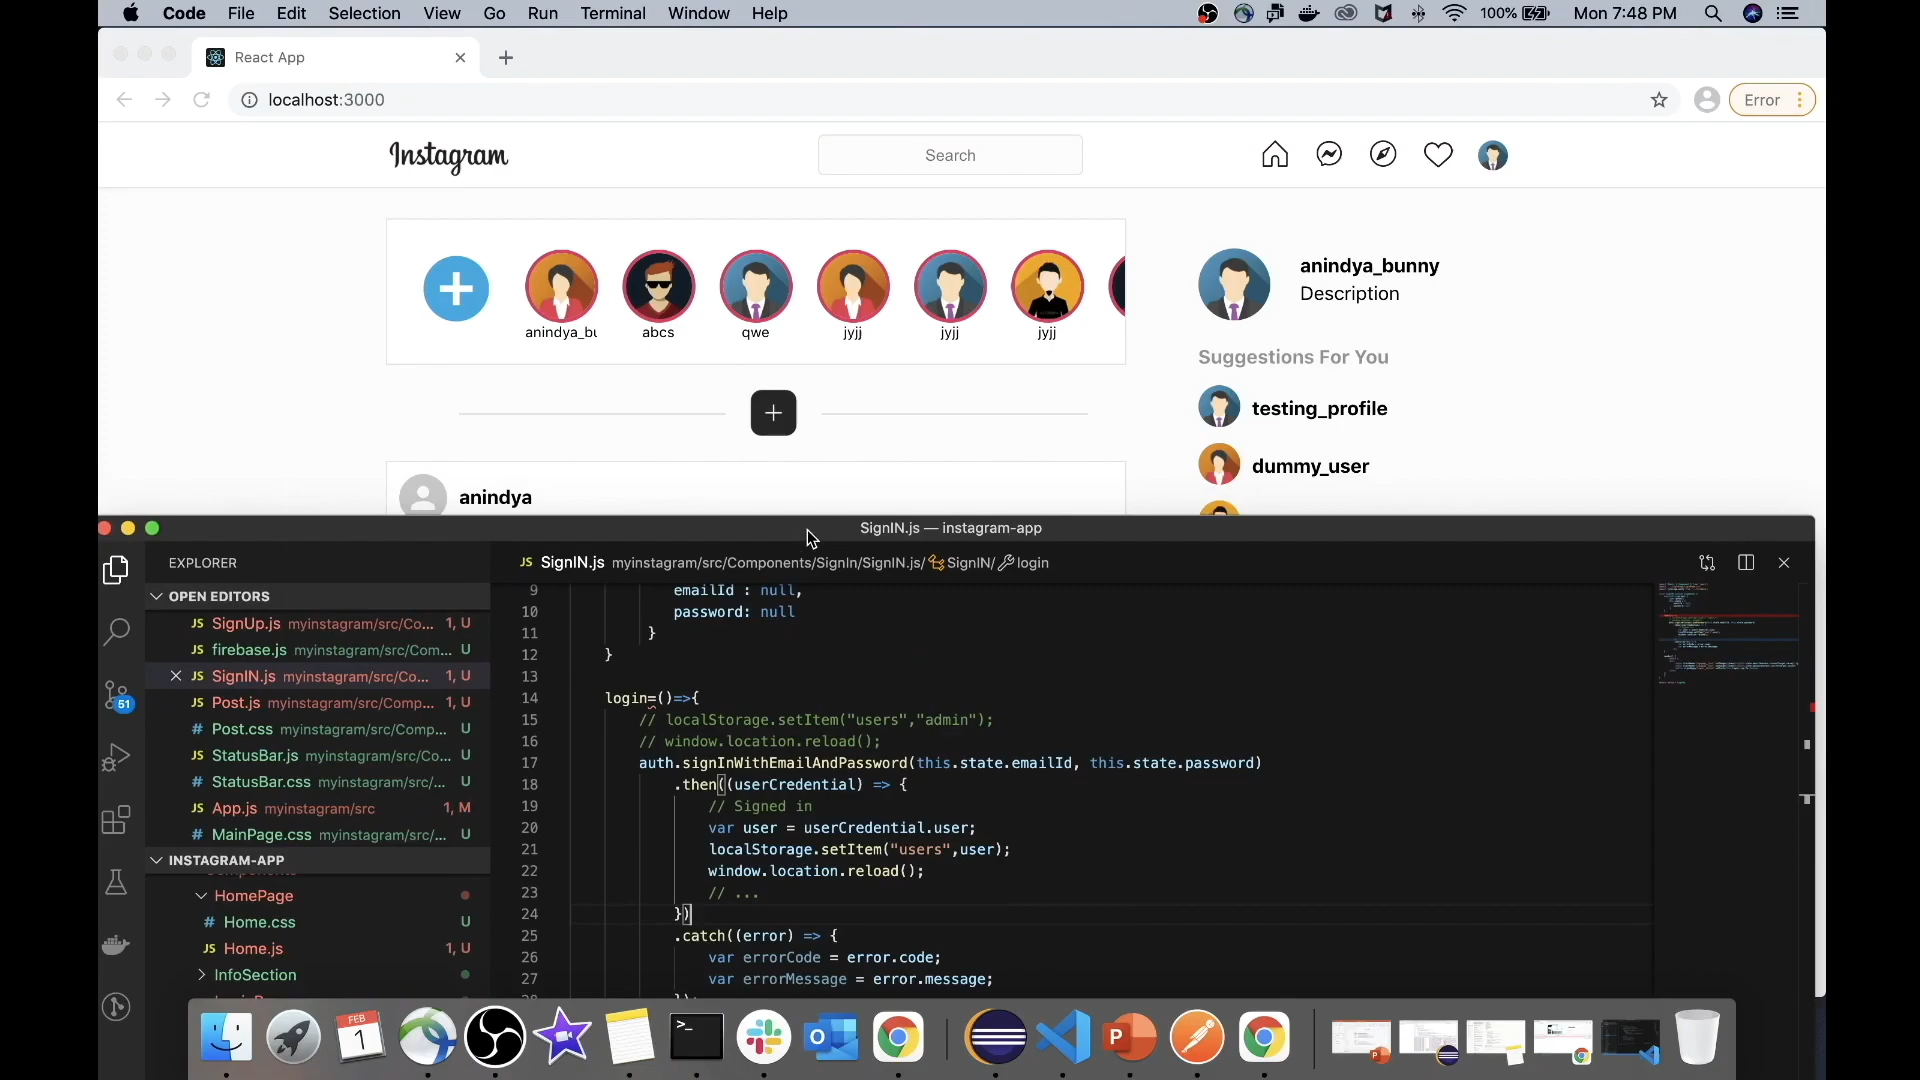 Code File Edit Selection View Go Run Terminal Window Help 100% Mon 7:48 PM
React App
localhost:3000 Error
Instagram Search
anindya_bu abcs qwe jyjj jyjj jyjj
anindya_bunny
Description
Suggestions For You
testing_profile
dummy_user
anindya
SignIN.js — instagram-app
EXPLORER
JS SignIN.js myinstagram/src/Components/SignIn/SignIN.js/ SignIN/ login
OPEN EDITORS
JS SignUp.js myinstagram/src/Co... 1, U
JS firebase.js myinstagram/src/Com... U
JS SignIN.js myinstagram/src/Co... 1, U
JS Post.js myinstagram/src/Comp... 1, U
# Post.css myinstagram/src/Comp... U
JS StatusBar.js myinstagram/src/Co... U
# StatusBar.css myinstagram/src/... U
JS App.js myinstagram/src 1, M
# MainPage.css myinstagram/src/... U
51
INSTAGRAM-APP
HomePage
# Home.css U
JS Home.js 1, U
InfoSection
9 emailId : null,
10 password: null
11 }
12 }
13
14 login=()=>{
15 // localStorage.setItem("users","admin");
16 // window.location.reload();
17 auth.signInWithEmailAndPassword(this.state.emailId, this.state.password)
18 .then((userCredential) => {
19 // Signed in
20 var user = userCredential.user;
21 localStorage.setItem("users",user);
22 window.location.reload();
23 // ...
24 })
25 .catch((error) => {
26 var errorCode = error.code;
27 var errorMessage = error.message;
FEB
1